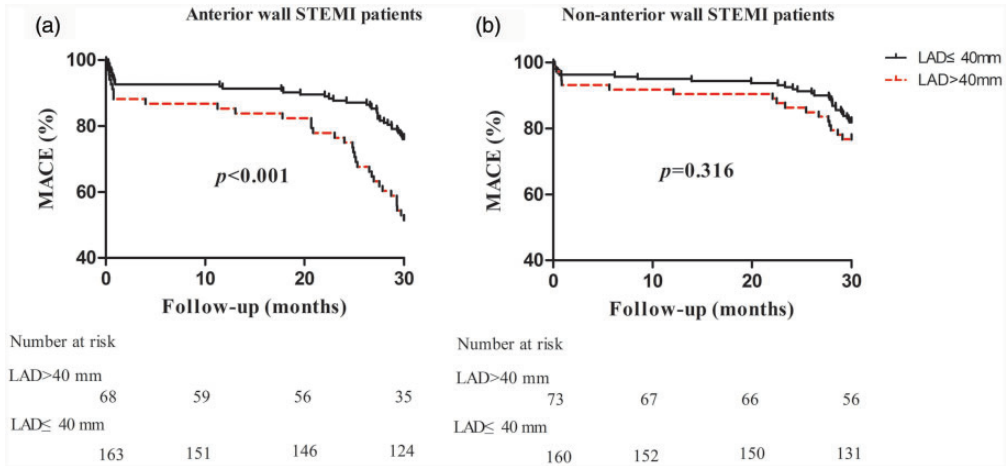 (a) Anterior wall STEMI patients
100
80
60
40
MACE (%)
p<0.001
0 10 20 30
Follow-up (months)
Number at risk
LAD>40 mm
68 59 56 35
LAD≤ 40 mm
163 151 146 124
(b) Non-anterior wall STEMI patients
LAD≤ 40mm
LAD>40mm
100
80
60
40
MACE (%)
p=0.316
0 10 20 30
Follow-up (months)
Number at risk
LAD>40 mm
73 67 66 56
LAD≤ 40 mm
160 152 150 131